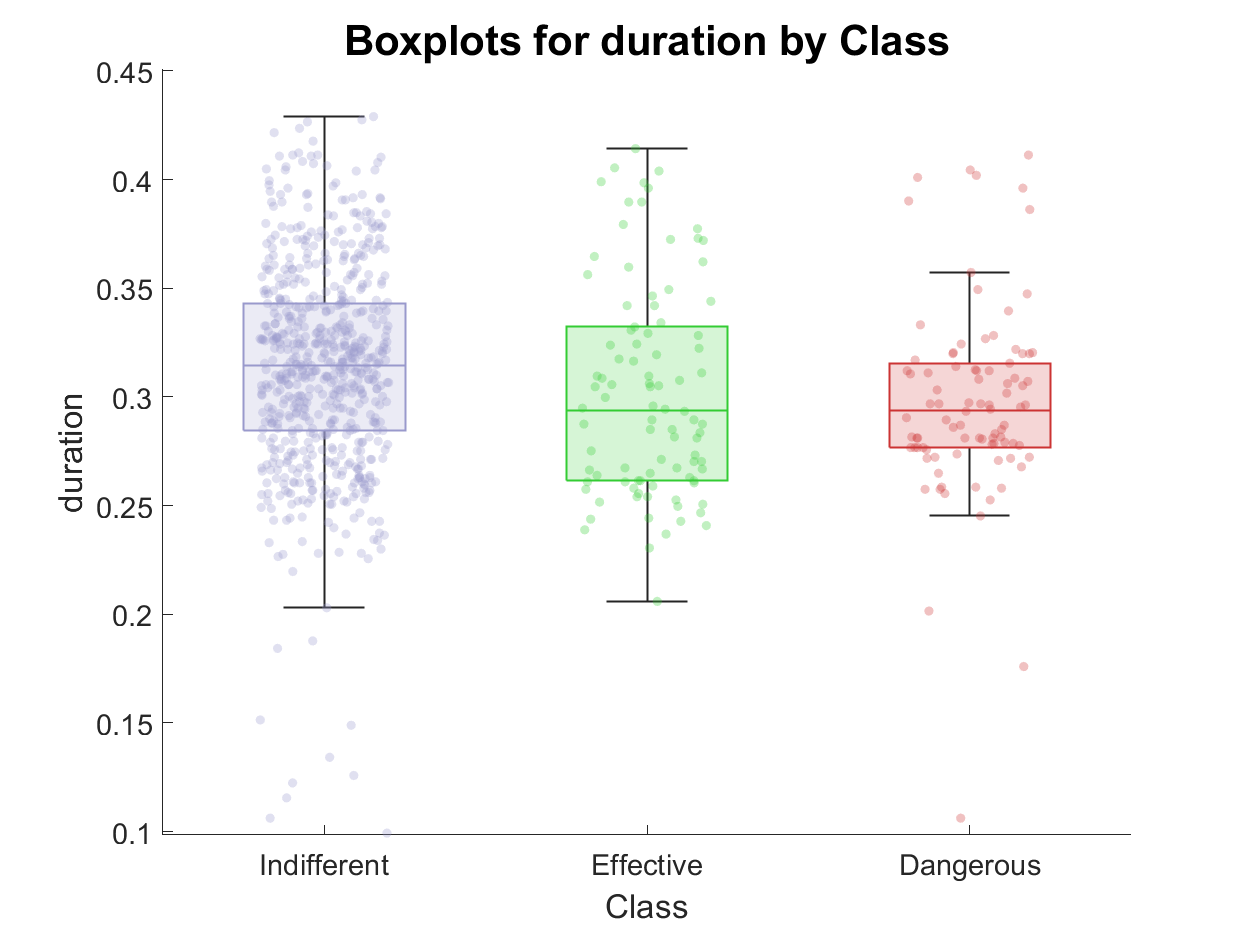 Boxplots for duration by Class
0.45
0.4
0.35
0.3
0.25
0.2
0.15
0.1
duration
Indifferent
Effective
Dangerous
Class